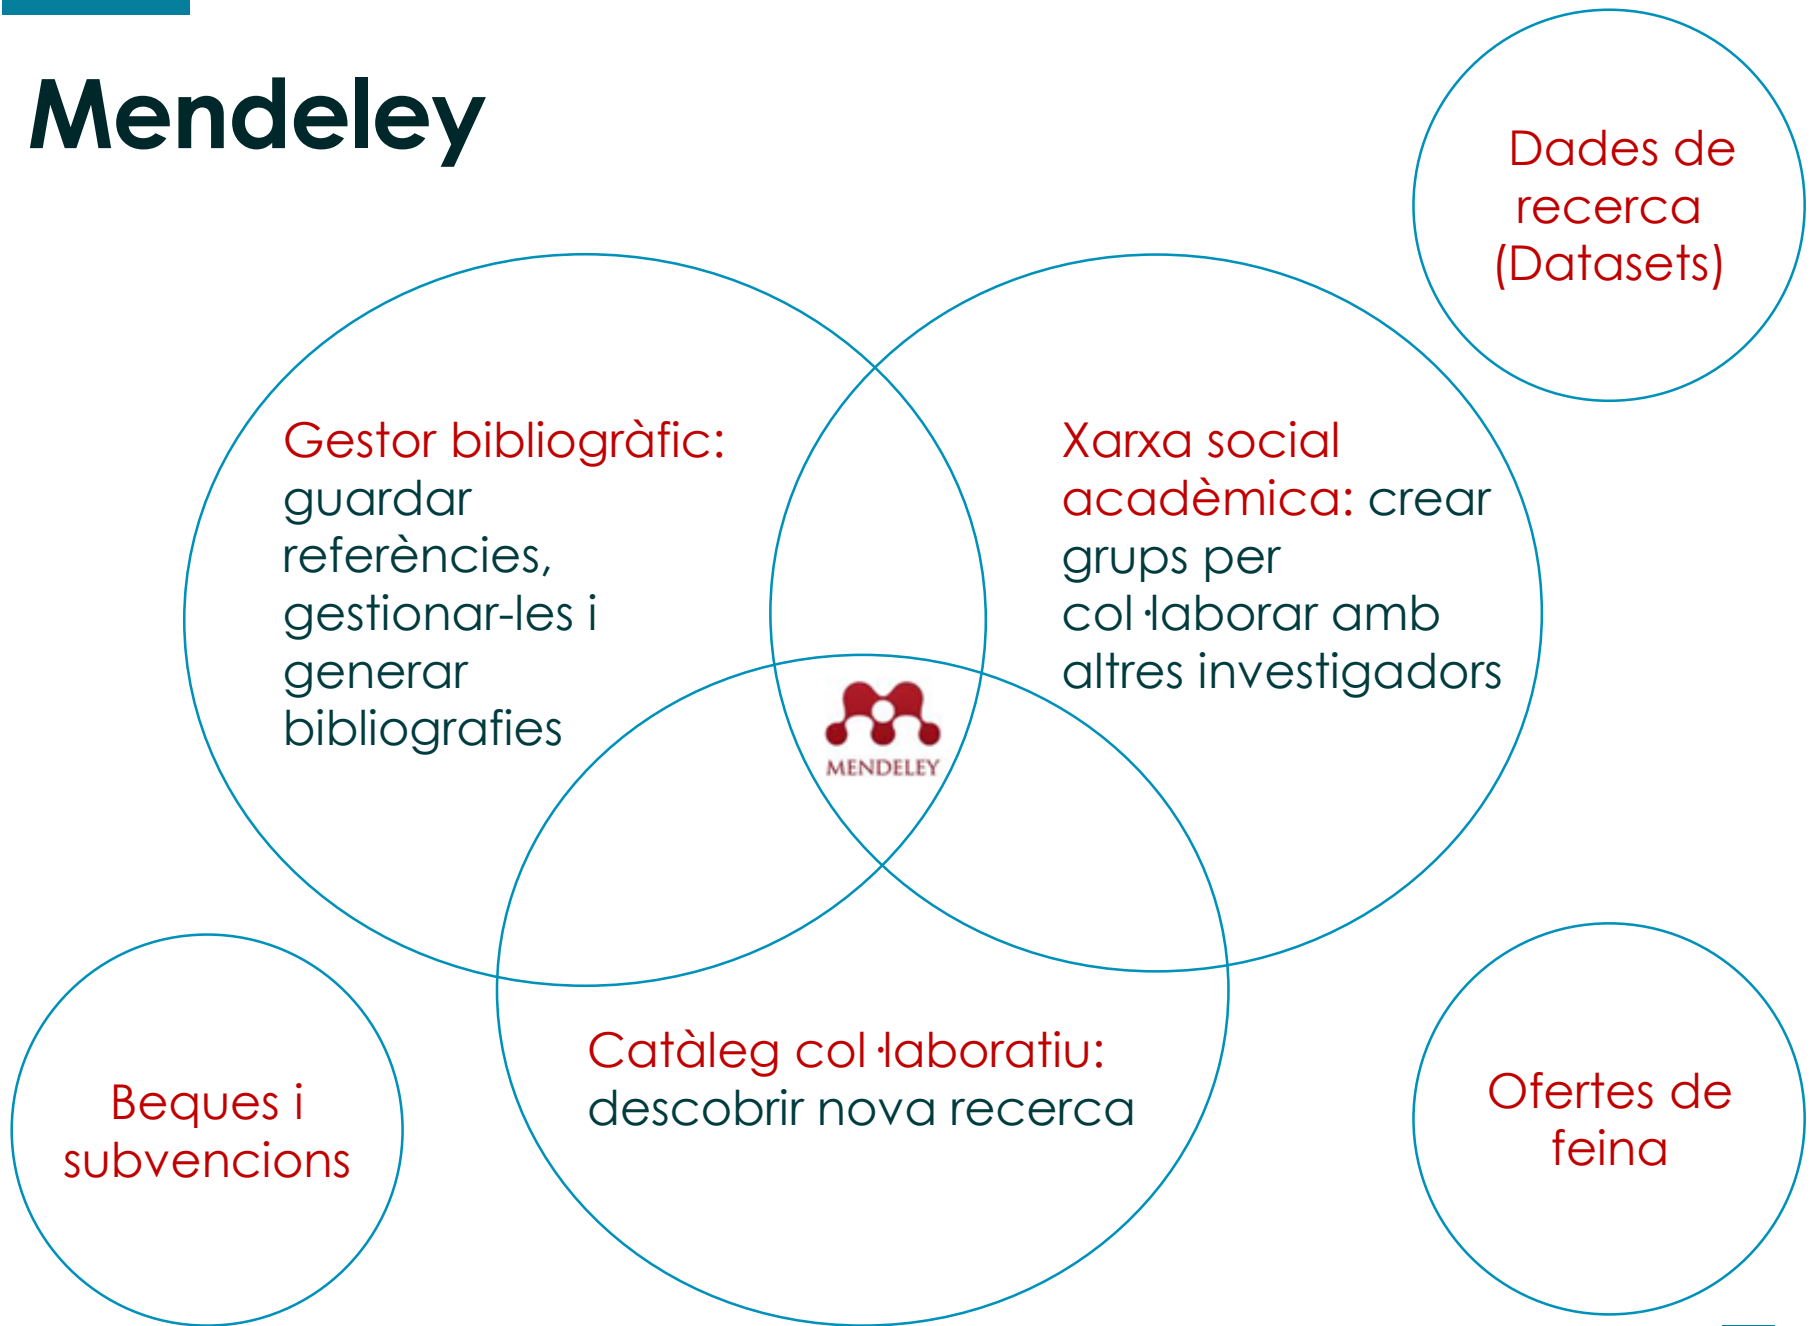 Mendeley
Dades de
recerca
(Datasets)
Gestor bibliogràfic:
guardar
referències,
gestionar-les i
generar
bibliografies
Xarxa social
acadèmica: crear
grups per
col·laborar amb
altres investigadors
MENDELEY
Catàleg col·laboratiu:
descobrir nova recerca
Beques i
subvencions
Ofertes de
feina